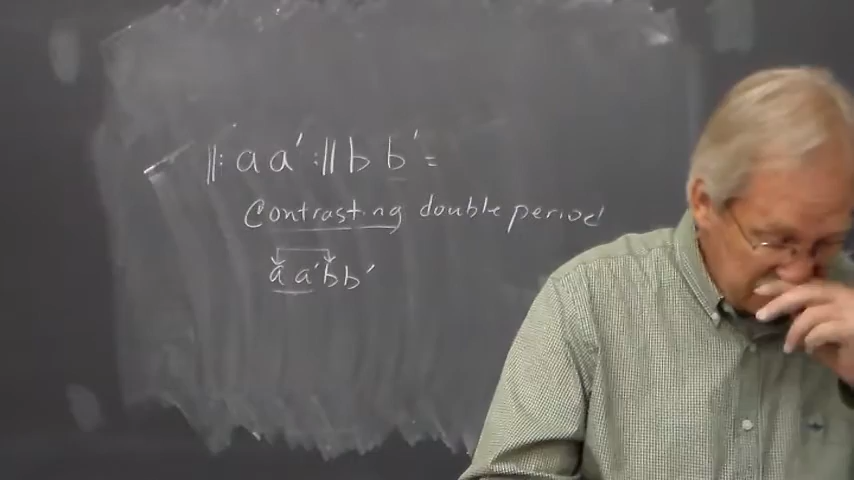 ‖: a a' :‖ b b' =
Contrasting double period
a a' b b'